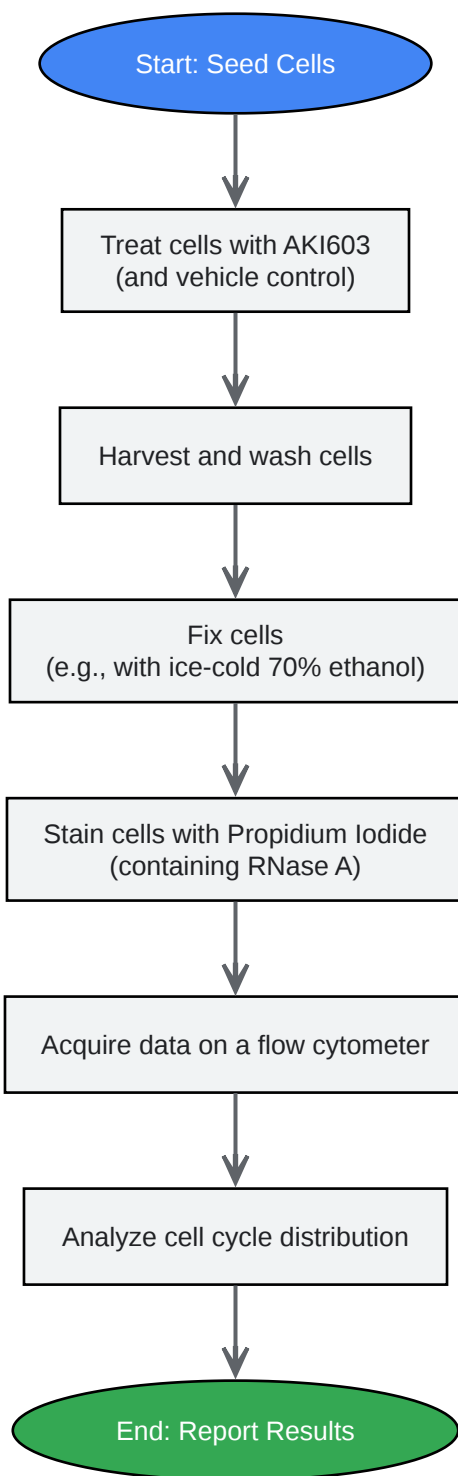 Start: Seed Cells
Treat cells with AKI603
(and vehicle control)
Harvest and wash cells
Fix cells
(e.g., with ice-cold 70% ethanol)
Stain cells with Propidium Iodide
(containing RNase A)
Acquire data on a flow cytometer
Analyze cell cycle distribution
End: Report Results